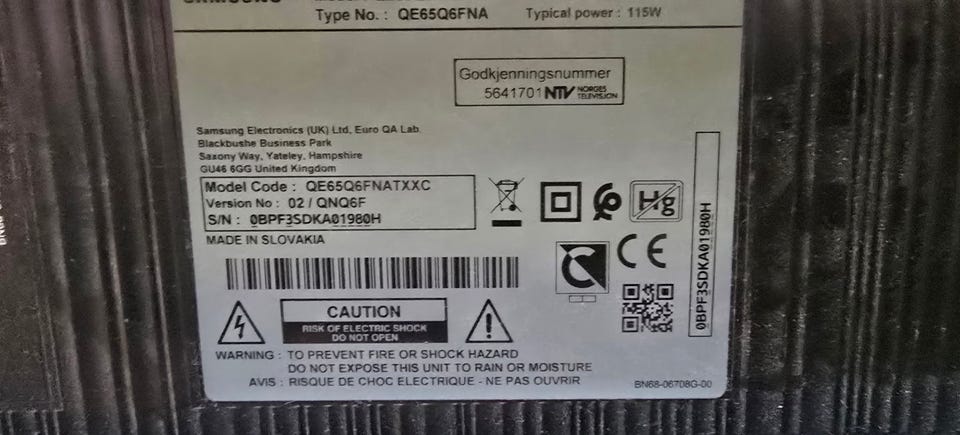 Type No. : QE65Q6FNA Typical power : 115W
Godkjenningsnummer
5641701 NTV NORGES TELEVISJON
Samsung Electronics (UK) Ltd, Euro QA Lab.
Blackbushe Business Park
Saxony Way, Yateley, Hampshire
GU46 6GG United Kingdom
Model Code : QE65Q6FNATXXC
Version No : 02 / QNQ6F
S/N : 0BPF3SDKA01980H
MADE IN SLOVAKIA
Hg
CE
0BPF3SDKA01980H
CAUTION
RISK OF ELECTRIC SHOCK
DO NOT OPEN
WARNING : TO PREVENT FIRE OR SHOCK HAZARD
DO NOT EXPOSE THIS UNIT TO RAIN OR MOISTURE
AVIS : RISQUE DE CHOC ELECTRIQUE - NE PAS OUVRIR
BN68-06708G-00